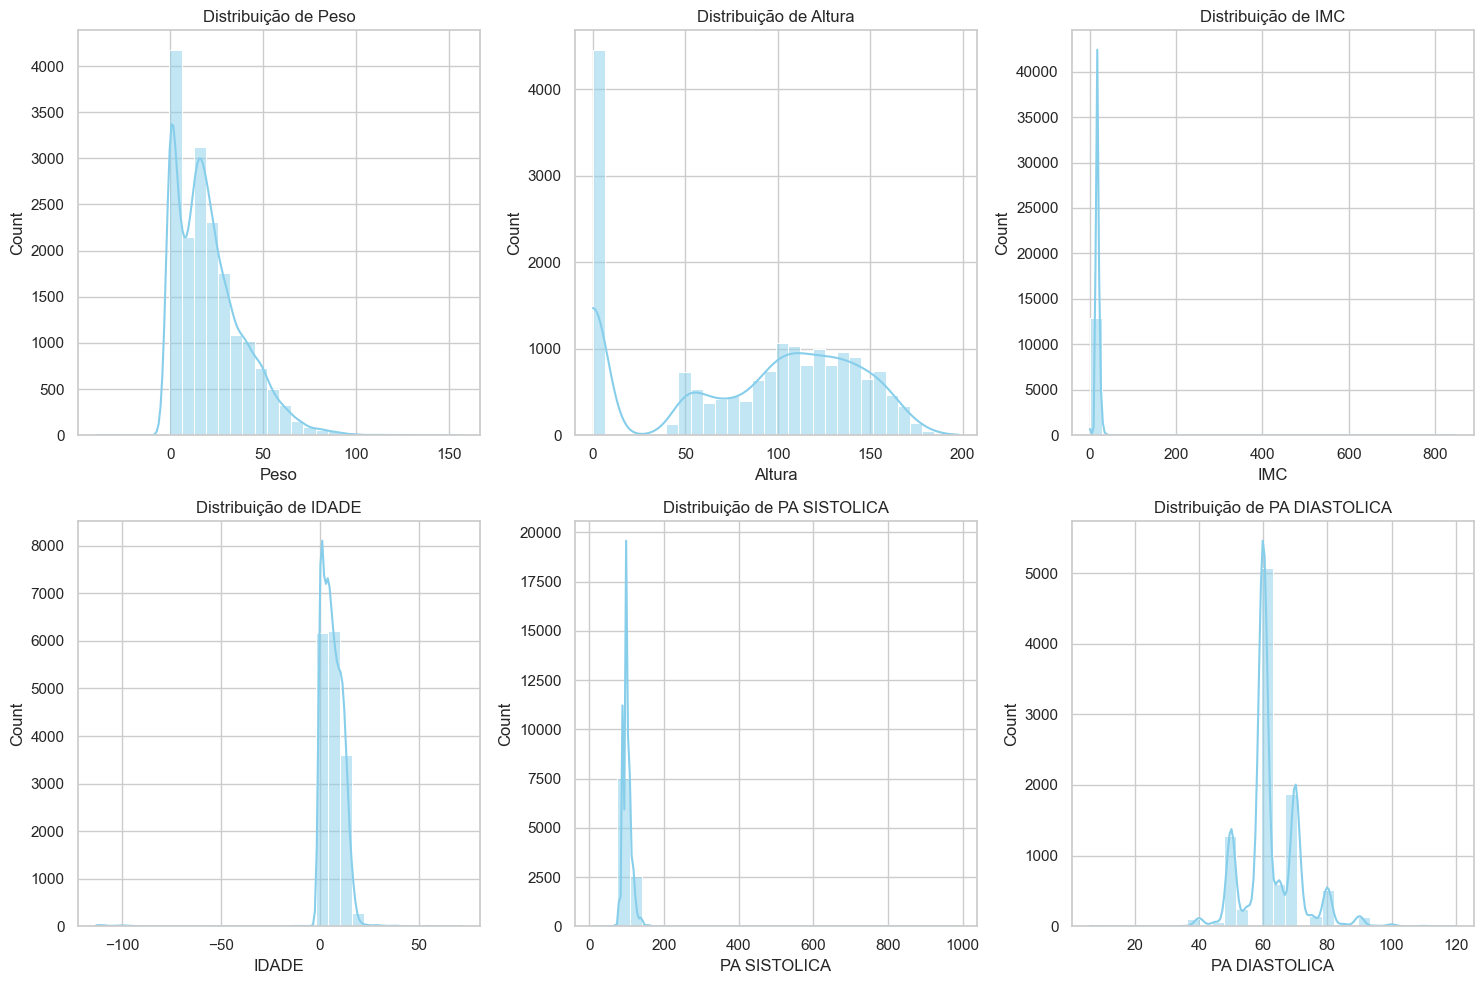 Distribuição de Peso
Count
4000
3500
3000
2500
2000
1500
1000
500
0
0 50 100 150
Peso
Distribuição de Altura
Count
4000
3000
2000
1000
0
0 50 100 150 200
Altura
Distribuição de IMC
Count
40000
35000
30000
25000
20000
15000
10000
5000
0
0 200 400 600 800
IMC
Distribuição de IDADE
Count
8000
7000
6000
5000
4000
3000
2000
1000
0
−100 −50 0 50
IDADE
Distribuição de PA SISTOLICA
Count
20000
17500
15000
12500
10000
7500
5000
2500
0
0 200 400 600 800 1000
PA SISTOLICA
Distribuição de PA DIASTOLICA
Count
5000
4000
3000
2000
1000
0
20 40 60 80 100 120
PA DIASTOLICA